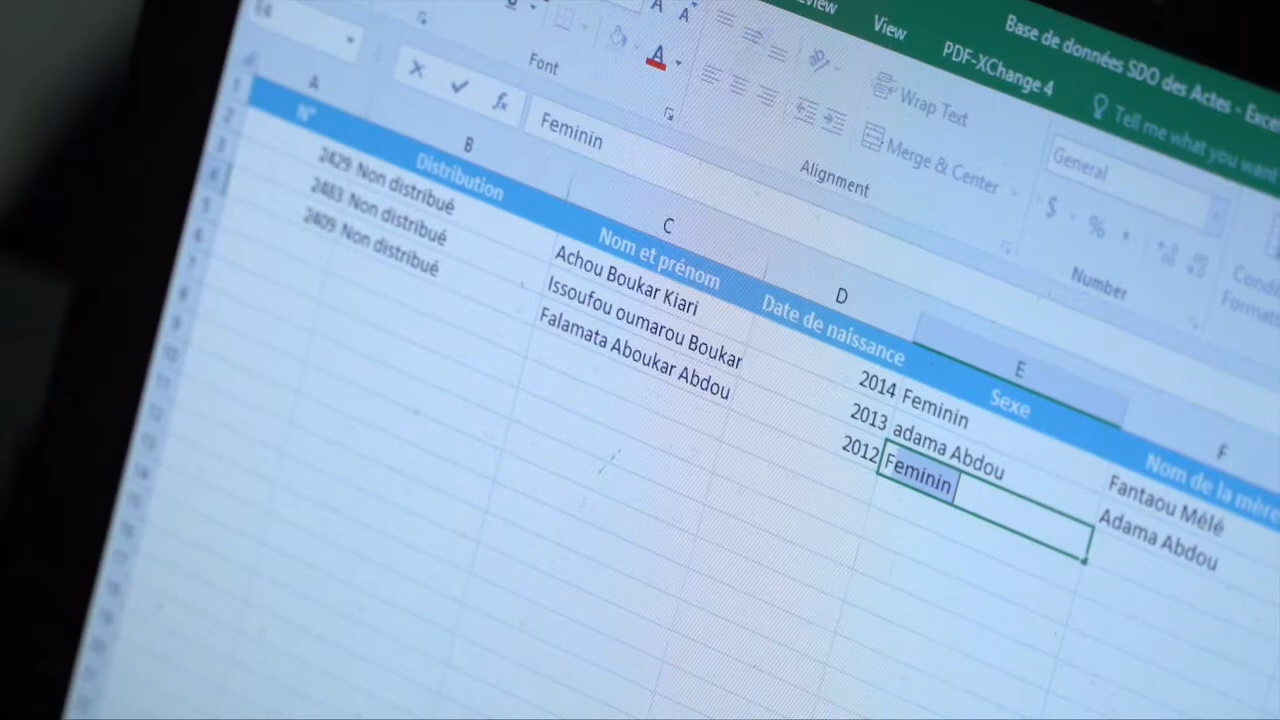 Base de données SDO des Actes - Exce
View
PDF-XChange 4
Tell me what you want
Font
Wrap Text
Merge & Center
Alignment
General
$ %
Number
E4
Feminin
A B C D E F
N° Distribution Nom et prénom Date de naissance Sexe Nom de la mère
2429 Non distribué Achou Boukar Kiari 2014 Feminin Fantaou Mélé
2483 Non distribué Issoufou oumarou Boukar 2013 adama Abdou Adama Abdou
2409 Non distribué Falamata Aboukar Abdou 2012 Feminin